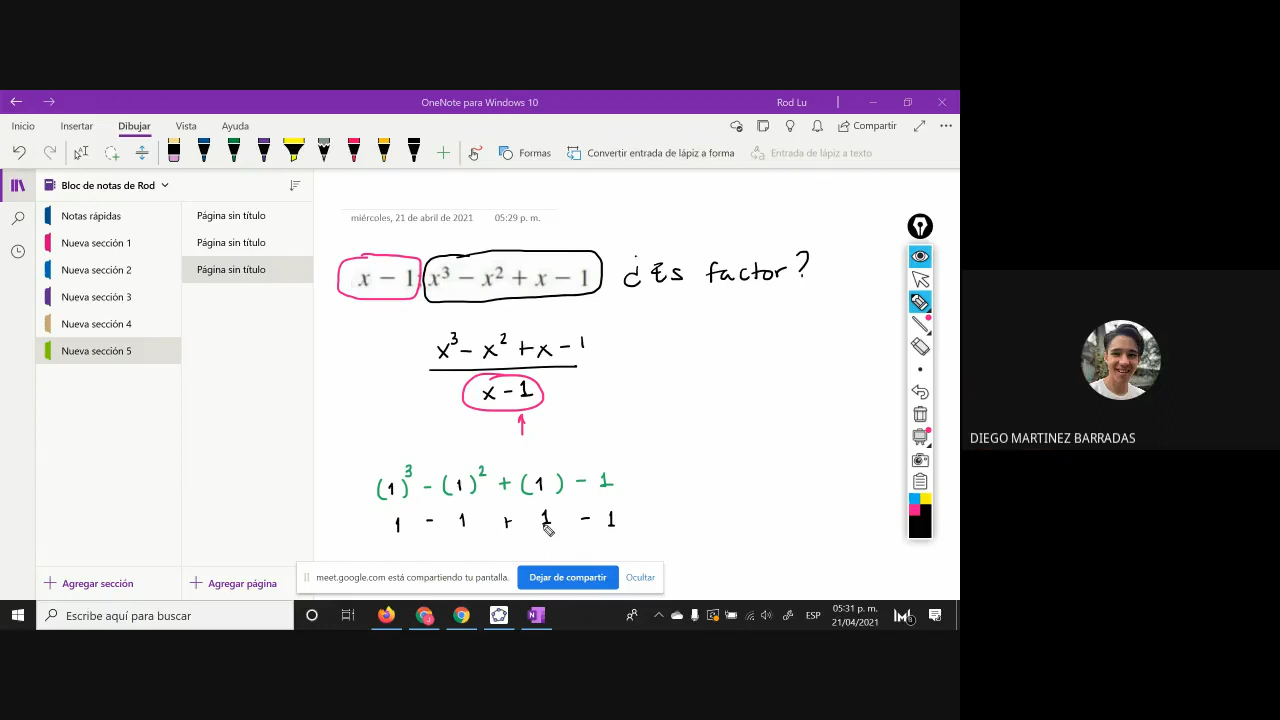 OneNote para Windows 10
Rod Lu
Inicio
Insertar
Dibujar
Vista
Ayuda
Compartir
Formas
Convertir entrada de lápiz a forma
Entrada de lápiz a texto
Bloc de notas de Rod
Notas rápidas
Nueva sección 1
Nueva sección 2
Nueva sección 3
Nueva sección 4
Nueva sección 5
Página sin título
Página sin título
Página sin título
miércoles, 21 de abril de 2021 05:29 p. m.
x − 1; x³ − x² + x − 1 ¿Es factor?
x³ − x² + x − 1
x − 1
(1)³ − (1)² + (1) − 1
1 − 1 + 1 − 1
DIEGO MARTINEZ BARRADAS
Agregar sección
Agregar página
meet.google.com está compartiendo tu pantalla.
Dejar de compartir
Ocultar
Escribe aquí para buscar
ESP
05:31 p. m.
21/04/2021